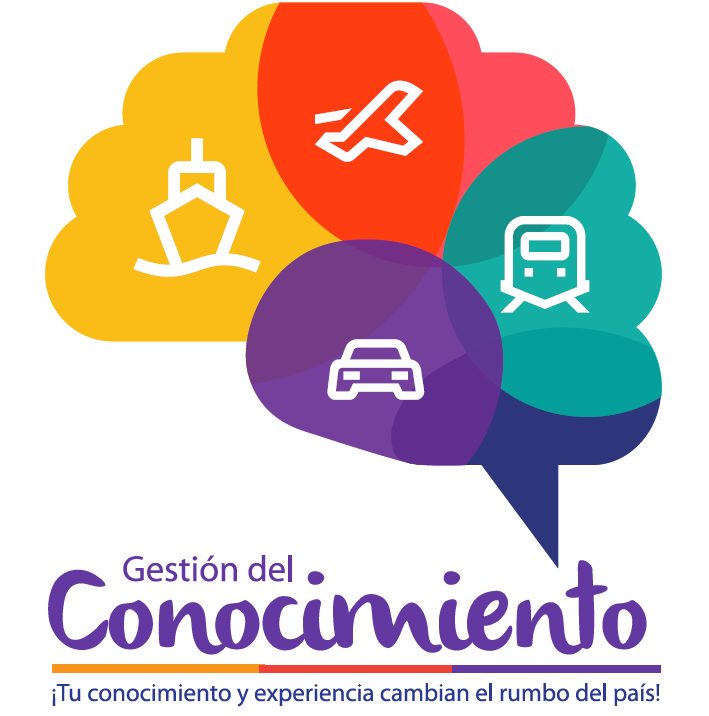 Gestión del
Conocimiento
¡Tu conocimiento y experiencia cambian el rumbo del país!